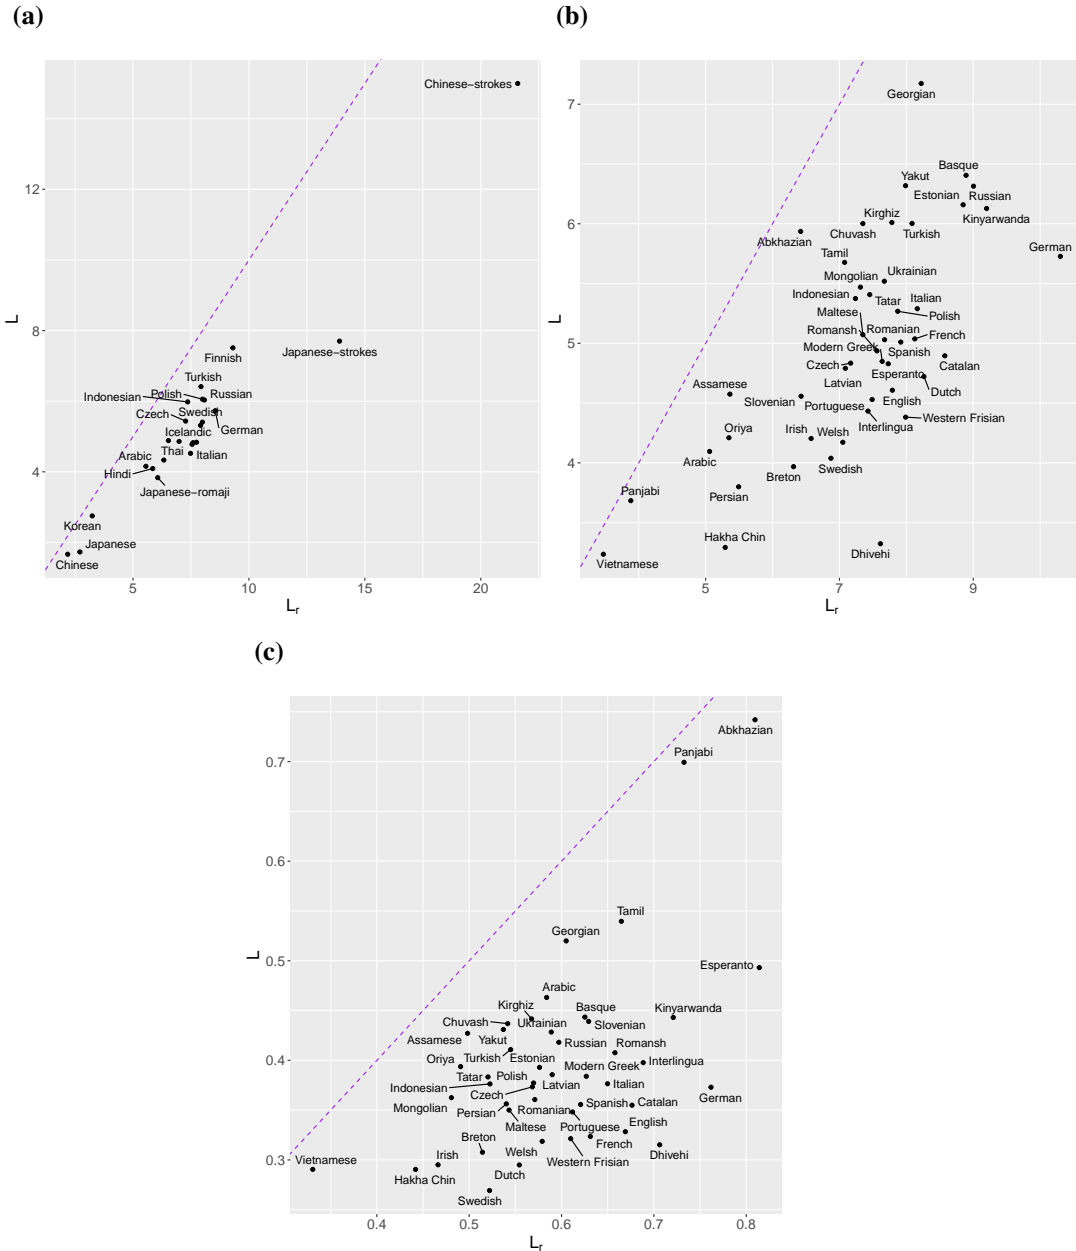 (a)
(b)
Chinese−strokes
12
8
4
L
Finnish
Japanese−strokes
Turkish
Indonesian
Polish
Russian
Czech
Swedish
Icelandic
German
Arabic
Thai
Italian
Hindi
Japanese−romaji
Korean
Japanese
Chinese
5
10
15
20
Lr
7
6
5
4
L
Georgian
Basque
Yakut
Estonian
Russian
Kirghiz
Kinyarwanda
Chuvash
Turkish
Abkhazian
German
Tamil
Mongolian
Ukrainian
Indonesian
Tatar
Italian
Maltese
Polish
Romansh
Romanian
French
Modern Greek
Spanish
Czech
Catalan
Latvian
Esperanto
Assamese
Dutch
Slovenian
Portuguese
English
Western Frisian
Oriya
Irish
Welsh
Interlingua
Arabic
Swedish
Breton
Panjabi
Persian
Hakha Chin
Dhivehi
Vietnamese
5
7
9
Lr
(c)
0.7
0.6
0.5
0.4
0.3
L
Abkhazian
Panjabi
Tamil
Georgian
Esperanto
Arabic
Kirghiz
Basque
Kinyarwanda
Chuvash
Ukrainian
Slovenian
Assamese
Yakut
Russian
Romansh
Oriya
Turkish
Estonian
Modern Greek
Interlingua
Tatar
Polish
Indonesian
Latvian
Italian
Czech
German
Mongolian
Persian
Romanian
Spanish
Catalan
Maltese
Portuguese
English
Breton
French
Irish
Welsh
Western Frisian
Dhivehi
Vietnamese
Hakha Chin
Dutch
Swedish
0.4
0.5
0.6
0.7
0.8
Lr